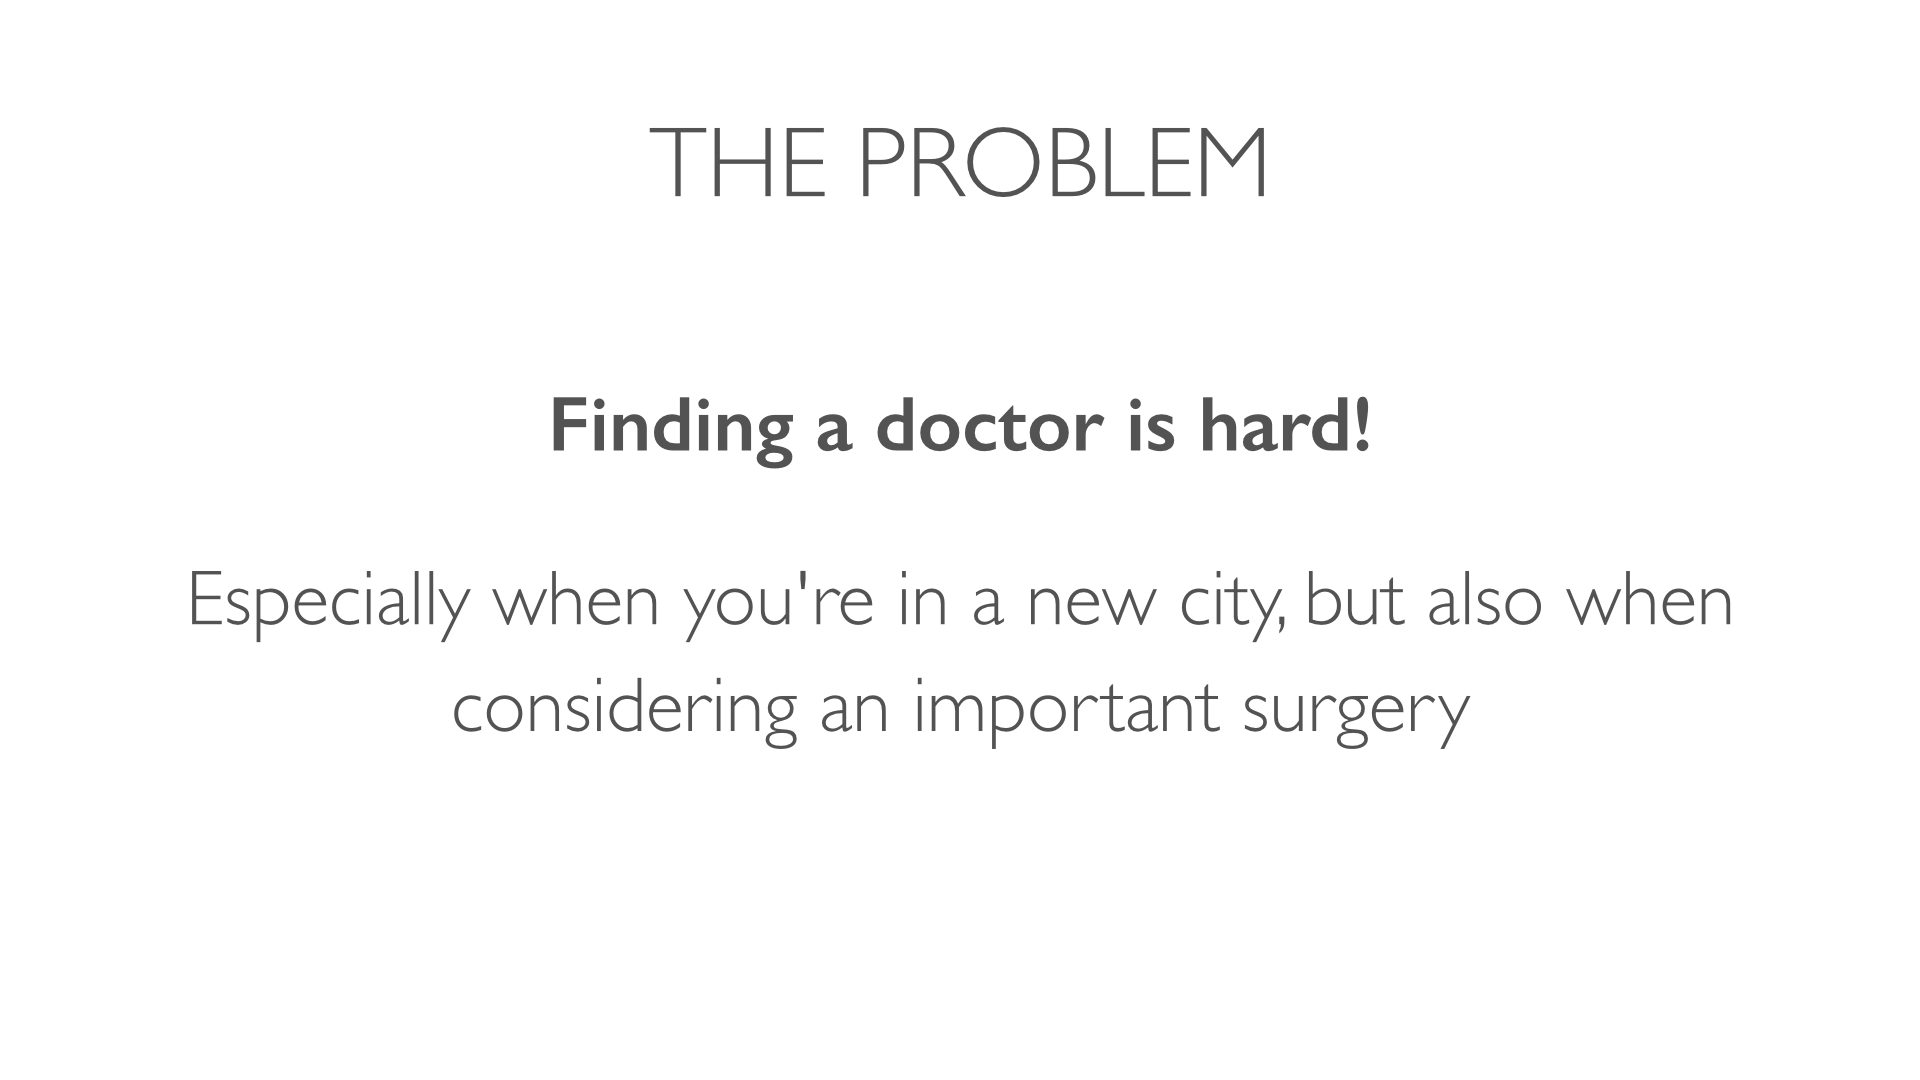 THE PROBLEM
Finding a doctor is hard!
Especially when you're in a new city, but also when
considering an important surgery